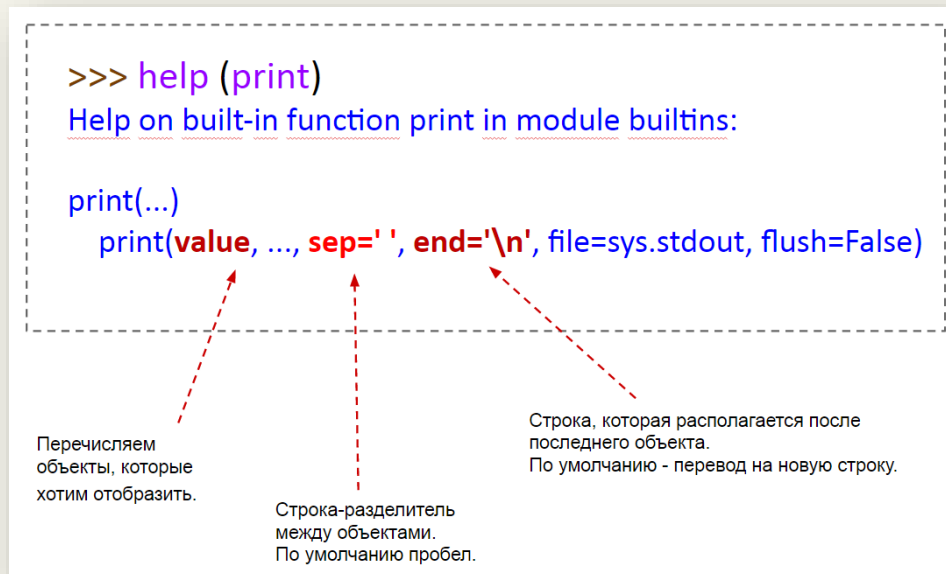 >>> help (print)
Help on built-in function print in module builtins:
print(...)
print(value, ..., sep=' ', end='\n', file=sys.stdout, flush=False)
Перечисляем
объекты, которые
хотим отобразить.
Строка-разделитель
между объектами.
По умолчанию пробел.
Строка, которая располагается после
последнего объекта.
По умолчанию - перевод на новую строку.